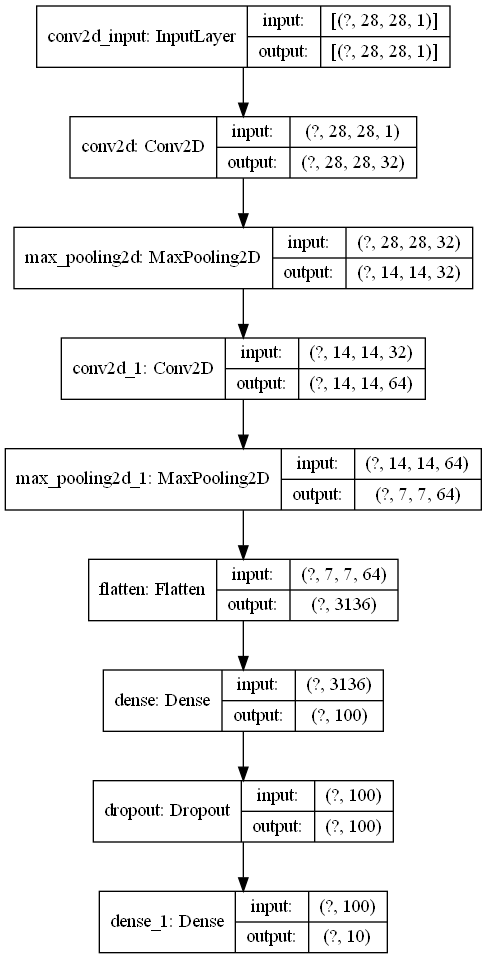 conv2d_input: InputLayer
input: [(?, 28, 28, 1)]
output: [(?, 28, 28, 1)]
conv2d: Conv2D
input: (?, 28, 28, 1)
output: (?, 28, 28, 32)
max_pooling2d: MaxPooling2D
input: (?, 28, 28, 32)
output: (?, 14, 14, 32)
conv2d_1: Conv2D
input: (?, 14, 14, 32)
output: (?, 14, 14, 64)
max_pooling2d_1: MaxPooling2D
input: (?, 14, 14, 64)
output: (?, 7, 7, 64)
flatten: Flatten
input: (?, 7, 7, 64)
output: (?, 3136)
dense: Dense
input: (?, 3136)
output: (?, 100)
dropout: Dropout
input: (?, 100)
output: (?, 100)
dense_1: Dense
input: (?, 100)
output: (?, 10)